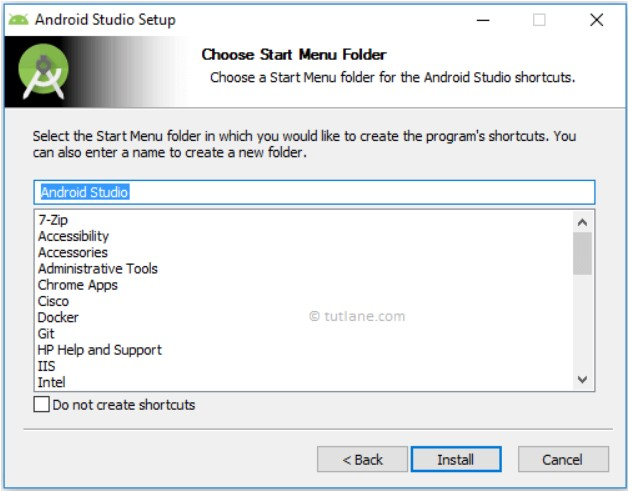 Android Studio Setup
Choose Start Menu Folder
Choose a Start Menu folder for the Android Studio shortcuts.
Select the Start Menu folder in which you would like to create the program's shortcuts. You
can also enter a name to create a new folder.
Android Studio
7-Zip
Accessibility
Accessories
Administrative Tools
Chrome Apps
Cisco
Docker
© tutlane.com
Git
HP Help and Support
IIS
Intel
Do not create shortcuts
< Back
Install
Cancel